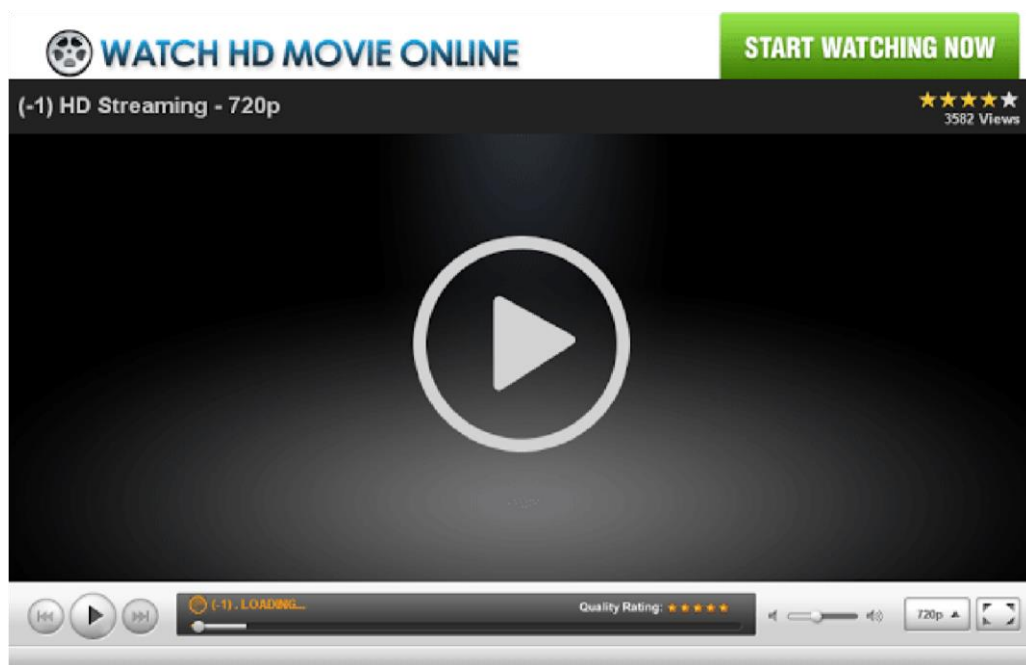 WATCH HD MOVIE ONLINE
START WATCHING NOW
(-1) HD Streaming - 720p
3582 Views
(-1) . LOADING...
Quality Rating:
720p